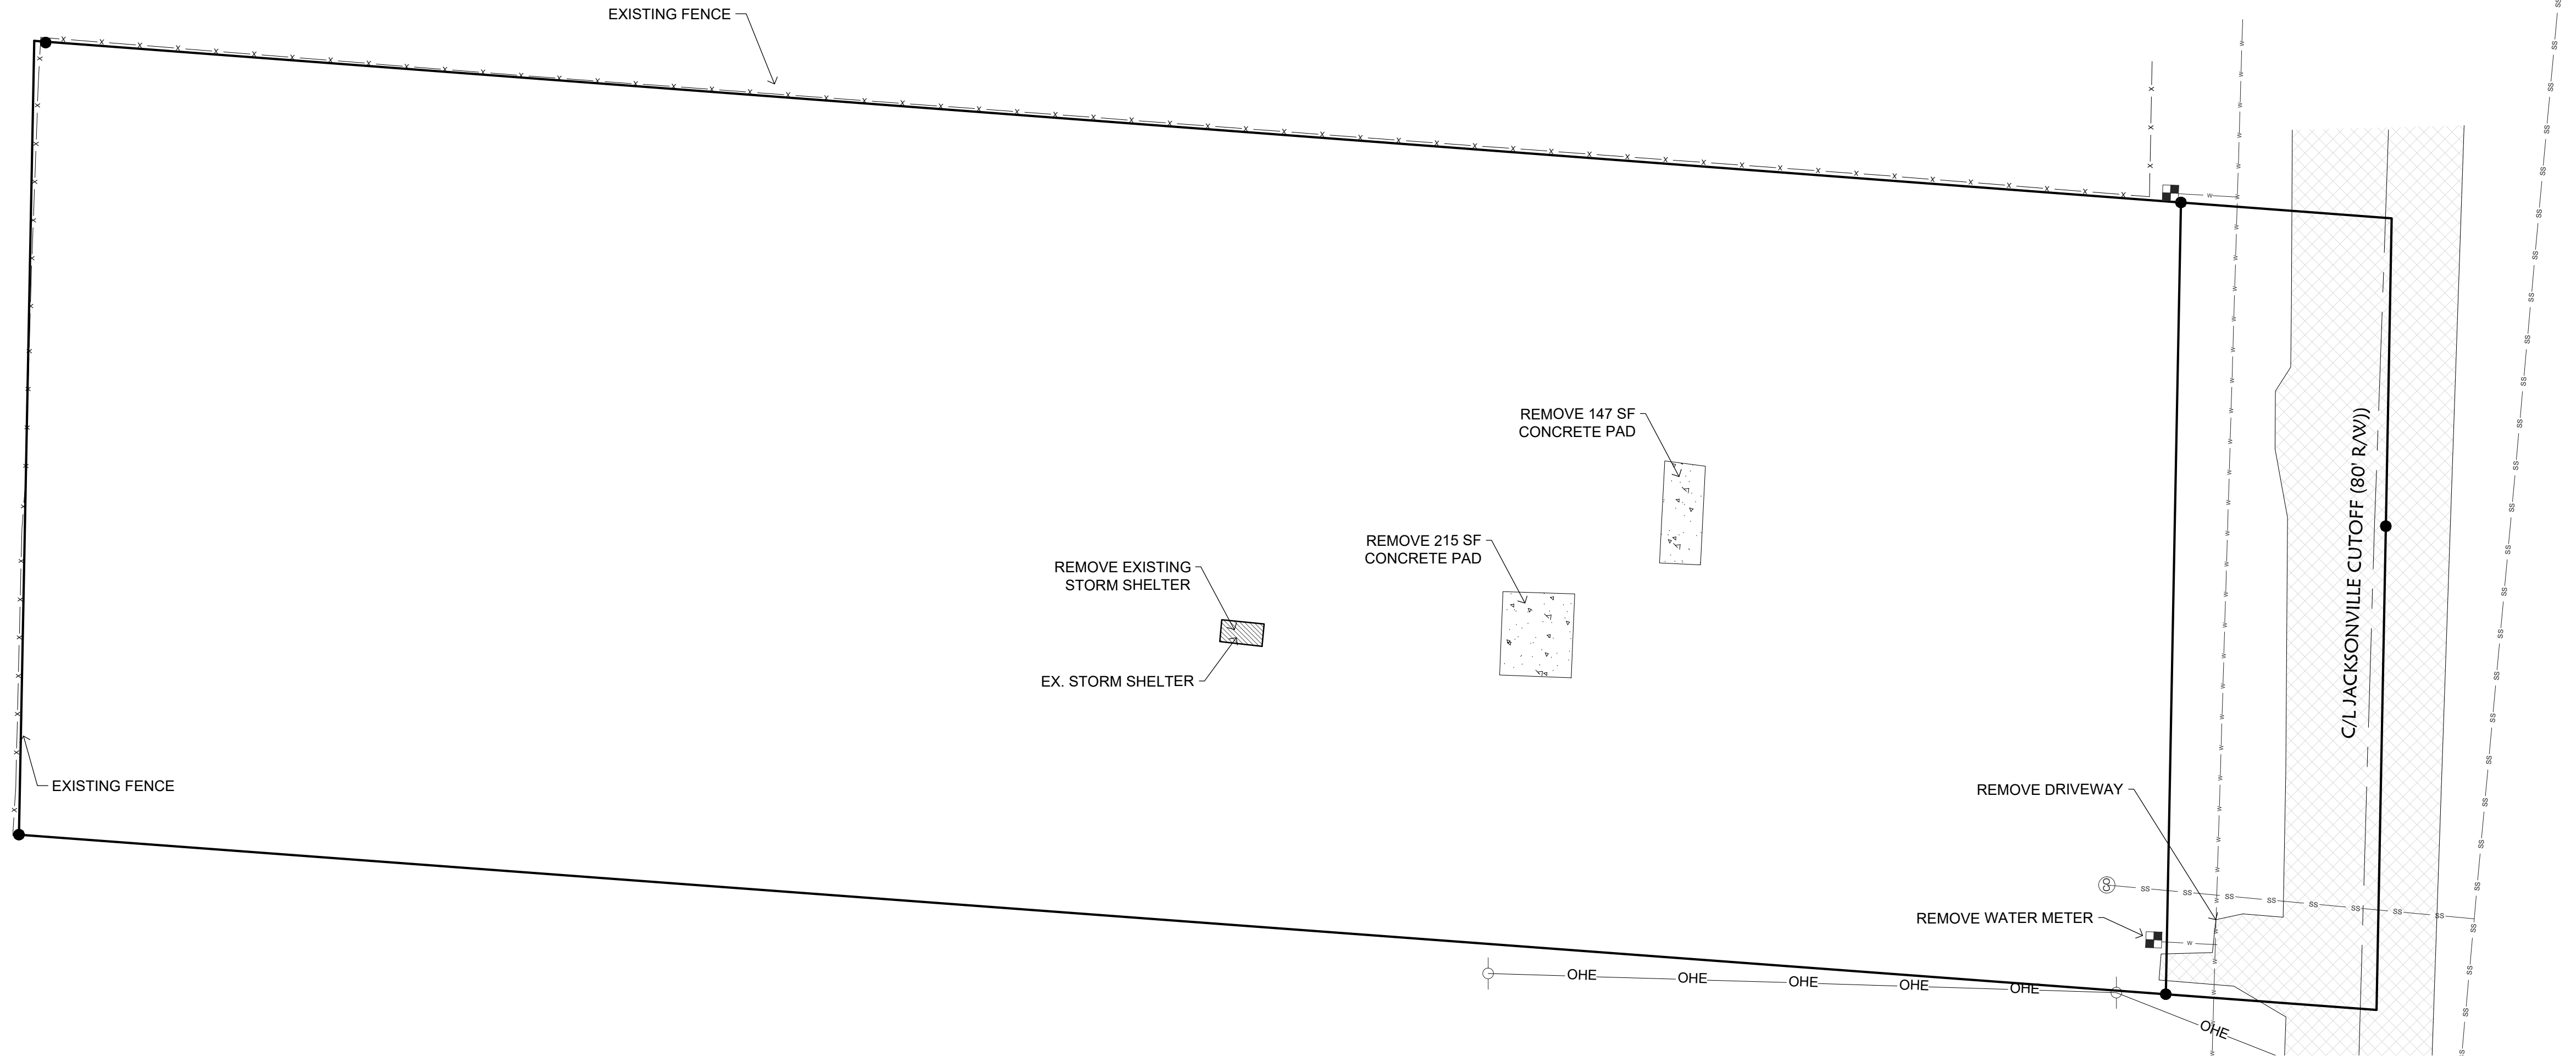 EXISTING FENCE
REMOVE 147 SF
CONCRETE PAD
REMOVE 215 SF
CONCRETE PAD
REMOVE EXISTING
STORM SHELTER
EX. STORM SHELTER
C/L JACKSONVILLE CUTOFF (80' R/W))
EXISTING FENCE
REMOVE DRIVEWAY
CO
REMOVE WATER METER
OHE OHE OHE OHE OHE
OHE